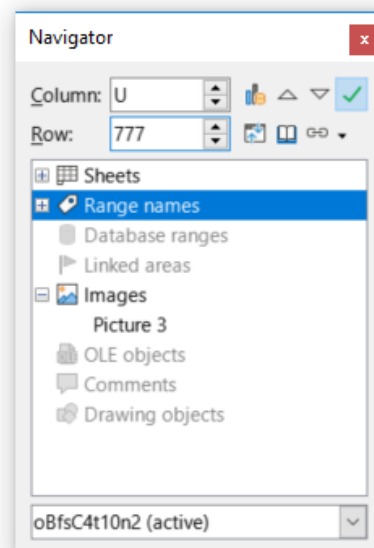 Navigator
x
Column: U
Row: 777
Sheets
Range names
Database ranges
Linked areas
Images
Picture 3
OLE objects
Comments
Drawing objects
oBfsC4t10n2 (active)